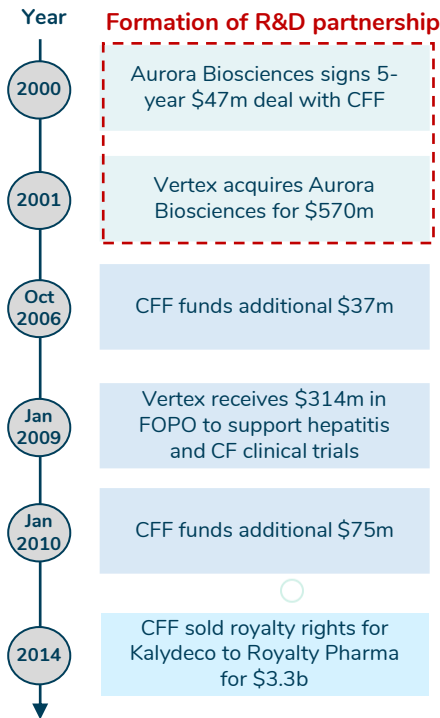 Year
Formation of R&D partnership
2000
Aurora Biosciences signs 5-
year $47m deal with CFF
2001
Vertex acquires Aurora
Biosciences for $570m
Oct
2006
CFF funds additional $37m
Jan
2009
Vertex receives $314m in
FOPO to support hepatitis
and CF clinical trials
Jan
2010
CFF funds additional $75m
2014
CFF sold royalty rights for
Kalydeco to Royalty Pharma
for $3.3b